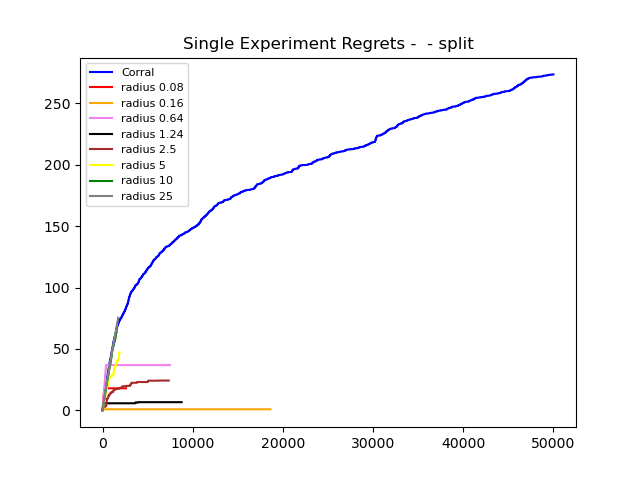 Single Experiment Regrets -  - split
Corral
radius 0.08
radius 0.16
radius 0.64
radius 1.24
radius 2.5
radius 5
radius 10
radius 25
250
200
150
100
50
0
0 10000 20000 30000 40000 50000